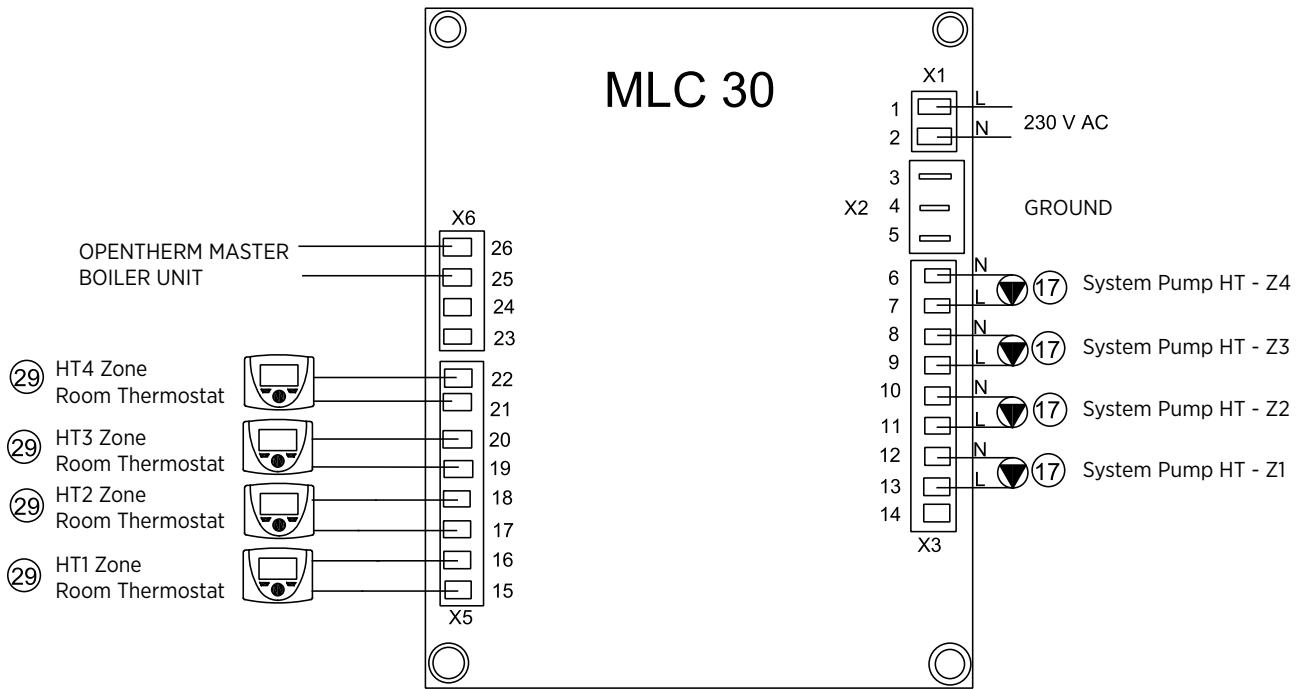 MLC 30
X6
OPENTHERM MASTER
BOILER UNIT
26
25
24
23
29 HT4 Zone
Room Thermostat
22
21
29 HT3 Zone
Room Thermostat
20
19
29 HT2 Zone
Room Thermostat
18
17
29 HT1 Zone
Room Thermostat
16
15
X5
X1
1 L
2 N
230 V AC
3
X2 4 GROUND
5
6 N
7 L
17 System Pump HT - Z4
8 N
9 L
17 System Pump HT - Z3
10 N
11 L
17 System Pump HT - Z2
12 N
13 L
17 System Pump HT - Z1
14
X3